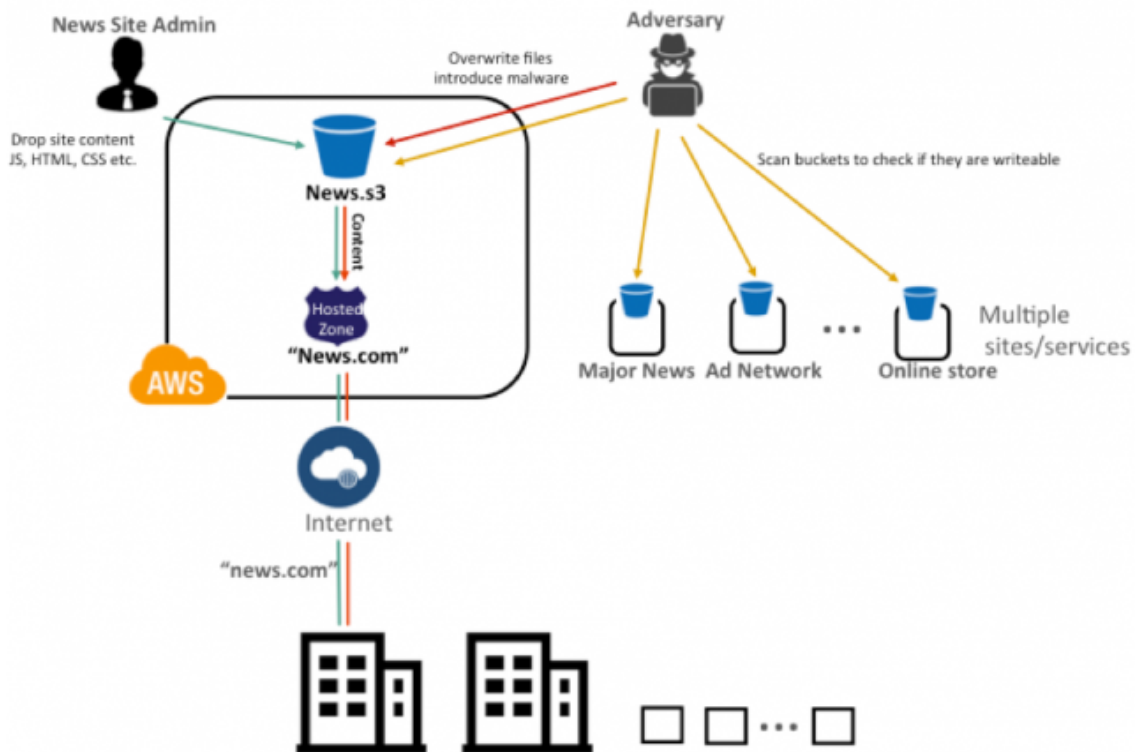 News Site Admin
Adversary
Overwrite files
introduce malware
Drop site content
JS, HTML, CSS etc.
Scan buckets to check if they are writeable
News.s3
Content
Hosted
Zone
“News.com”
AWS
Multiple
sites/services
Major News
Ad Network
Online store
Internet
“news.com”